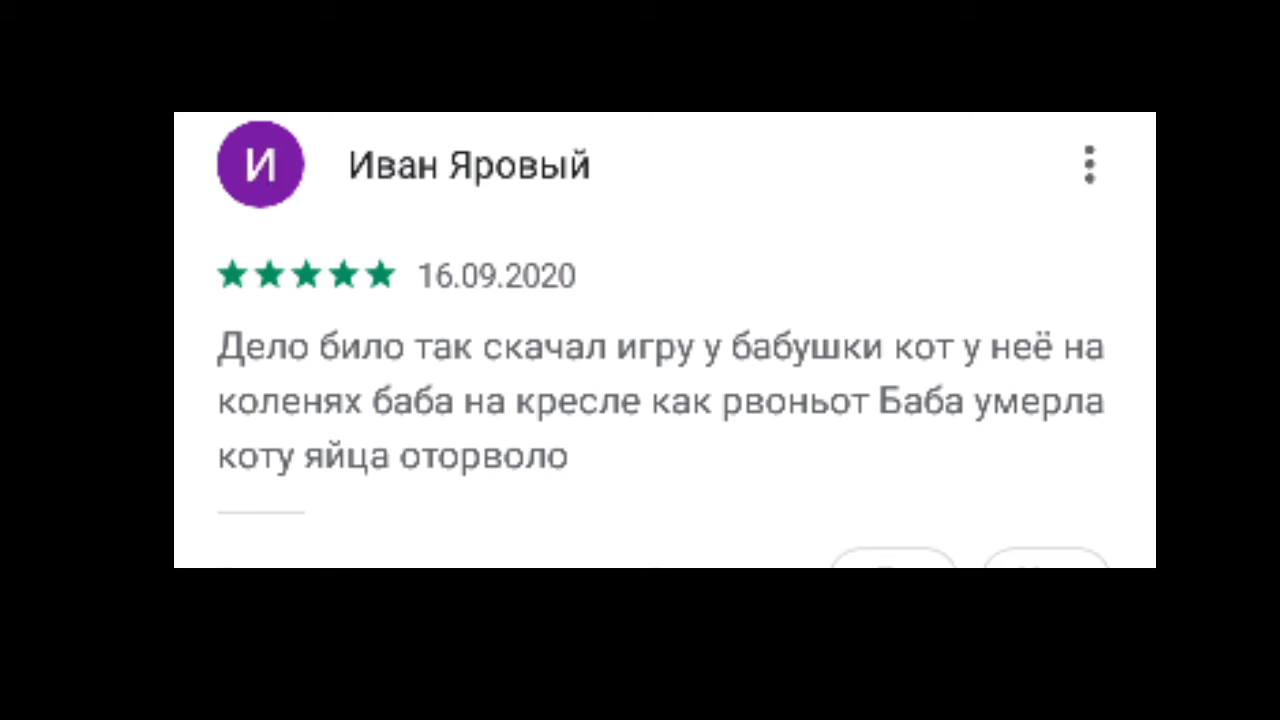 И
Иван Яровый
16.09.2020
Дело било так скачал игру у бабушки кот у неё на
коленях баба на кресле как рвоньот Баба умерла
коту яйца оторволо